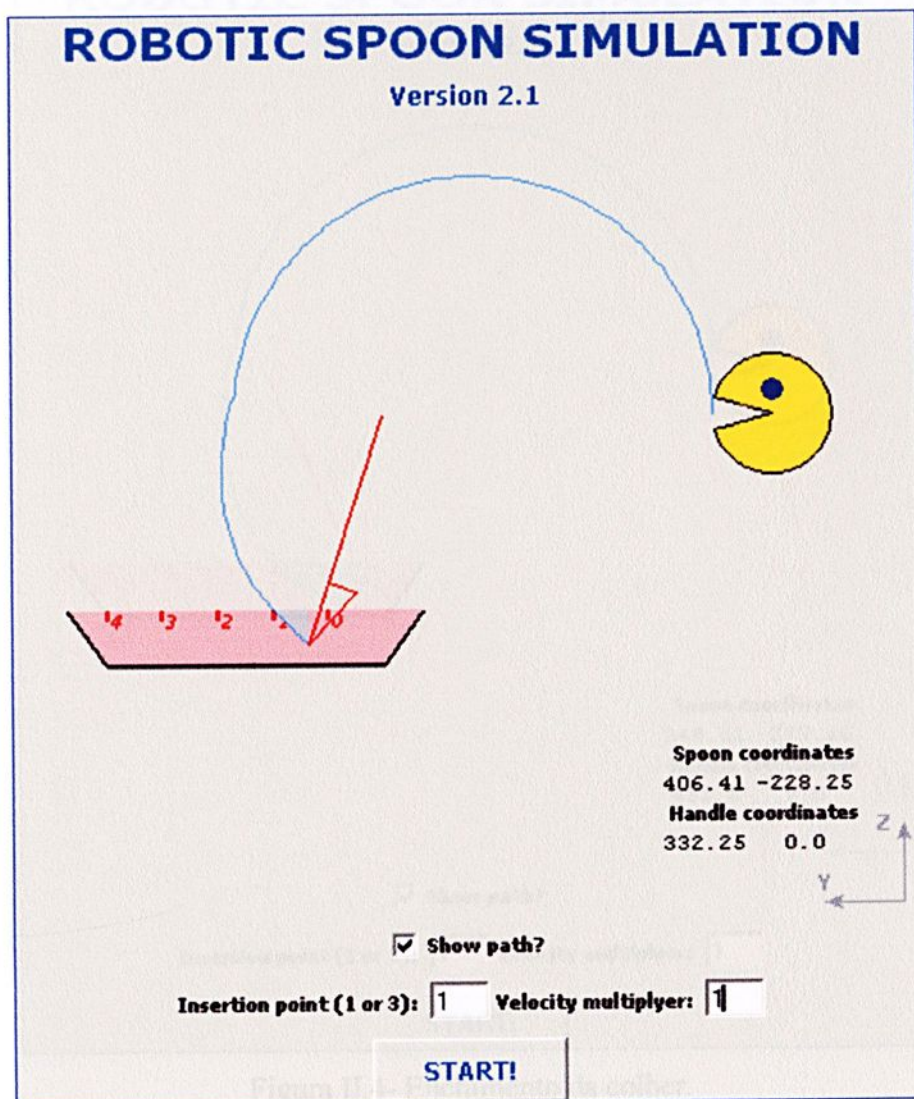 ROBOTIC SPOON SIMULATION
Version 2.1
4 3 2 1 0
Spoon coordinates
406.41 -228.25
Handle coordinates
332.25 0.0
Z
Y
Show path?
Insertion point (1 or 3): 1 Velocity multiplyer: 1
START!